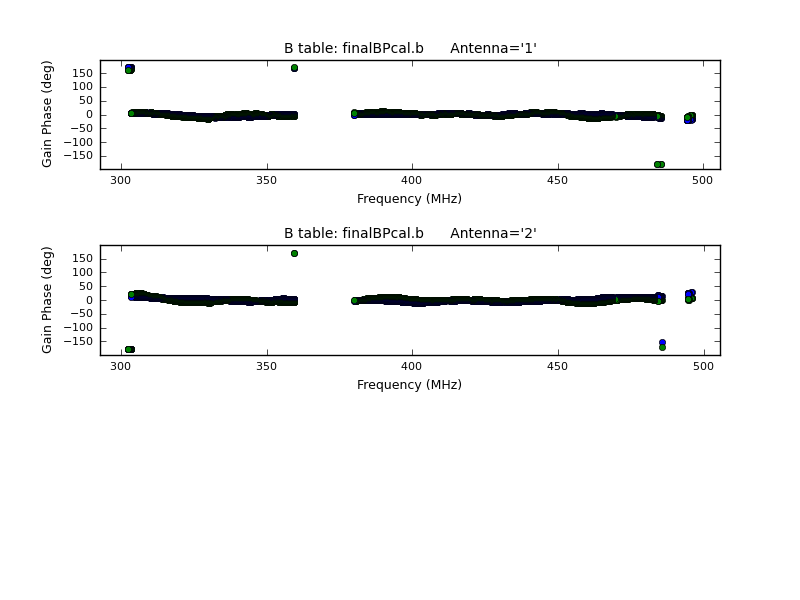 B table: finalBPcal.b Antenna='1'
Gain Phase (deg)
150
100
50
0
−50
−100
−150
300 350 400 450 500
Frequency (MHz)
B table: finalBPcal.b Antenna='2'
Gain Phase (deg)
150
100
50
0
−50
−100
−150
300 350 400 450 500
Frequency (MHz)